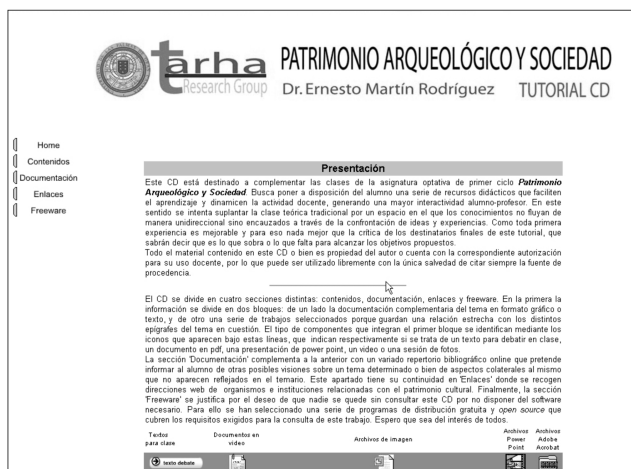 tarha
Research Group
PATRIMONIO ARQUEOLÓGICO Y SOCIEDAD
Dr. Ernesto Martín Rodríguez TUTORIAL CD
Home
Contenidos
Documentación
Enlaces
Freeware
Presentación
Este CD está destinado a complementar las clases de la asignatura optativa de primer ciclo Patrimonio
Arqueológico y Sociedad. Busca poner a disposición del alumno una serie de recursos didácticos que faciliten
el aprendizaje y dinamicen la actividad docente, generando una mayor interactividad alumno-profesor. En este
sentido se intenta suplantar la clase teórica tradicional por un espacio en el que los conocimientos no fluyan de
manera unidireccional sino encauzados a través de la confrontación de ideas y experiencias. Como toda primera
experiencia es mejorable y para eso nada mejor que la crítica de los destinatarios finales de este tutorial, que
sabrán decir que es lo que sobra o lo que falta para alcanzar los objetivos propuestos.
Todo el material contenido en este CD o bien es propiedad del autor o cuenta con la correspondiente autorización
para su uso docente, por lo que puede ser utilizado libremente con la única salvedad de citar siempre la fuente de
procedencia.
El CD se divide en cuatro secciones distintas: contenidos, documentación, enlaces y freeware. En la primera la
información se divide en dos bloques: de un lado la documentación complementaria del tema en formato gráfico o
texto, y de otro una serie de trabajos seleccionados porque guardan una relación estrecha con los distintos
epígrafes del tema en cuestión. El tipo de componentes que integran el primer bloque se identifican mediante los
iconos que aparecen bajo estas líneas, que indican respectivamente si se trata de un texto para debatir en clase,
un documento en pdf, una presentación de power point, un video o una sesión de fotos.
La sección 'Documentación' complementa a la anterior con un variado repertorio bibliográfico online que pretende
informar al alumno de otras posibles visiones sobre un tema determinado o bien de aspectos colaterales al mismo
que no aparecen reflejados en el temario. Este apartado tiene su continuidad en 'Enlaces' donde se recogen
direcciones web de organismos e instituciones relacionadas con el patrimonio cultural. Finalmente, la sección
'Freeware' se justifica por el deseo de que nadie se quede sin consultar este CD por no disponer del software
necesario. Para ello se han seleccionado una serie de programas de distribución gratuita y open source que
cubren los requisitos exigidos para la consulta de este trabajo. Espero que sea del interés de todos.
Textos
para clase
Documentos en
video
Archivos de imagen
Archivos
Power
Point
Archivos
Adobe
Acrobat
texto debate